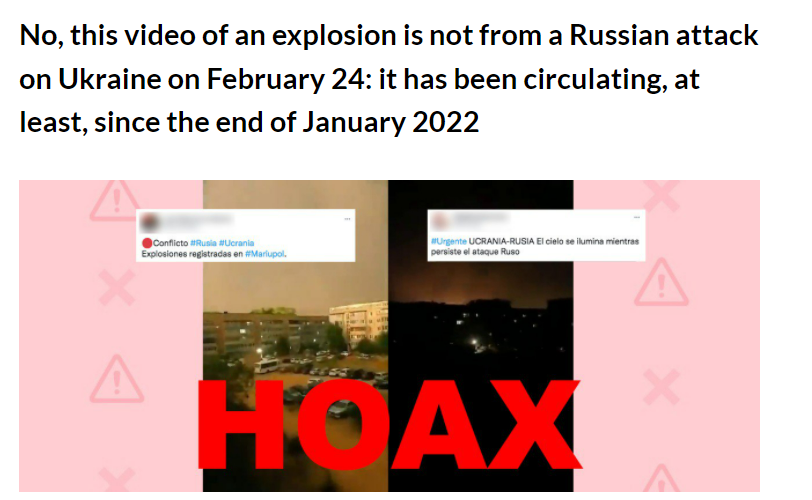 No, this video of an explosion is not from a Russian attack
on Ukraine on February 24: it has been circulating, at
least, since the end of January 2022
Conflicto #Rusia #Ucrania
Explosiones registradas en #Mariupol.
#Urgente UCRANIA-RUSIA El cielo se ilumina mientras
persiste el ataque Ruso
HOAX